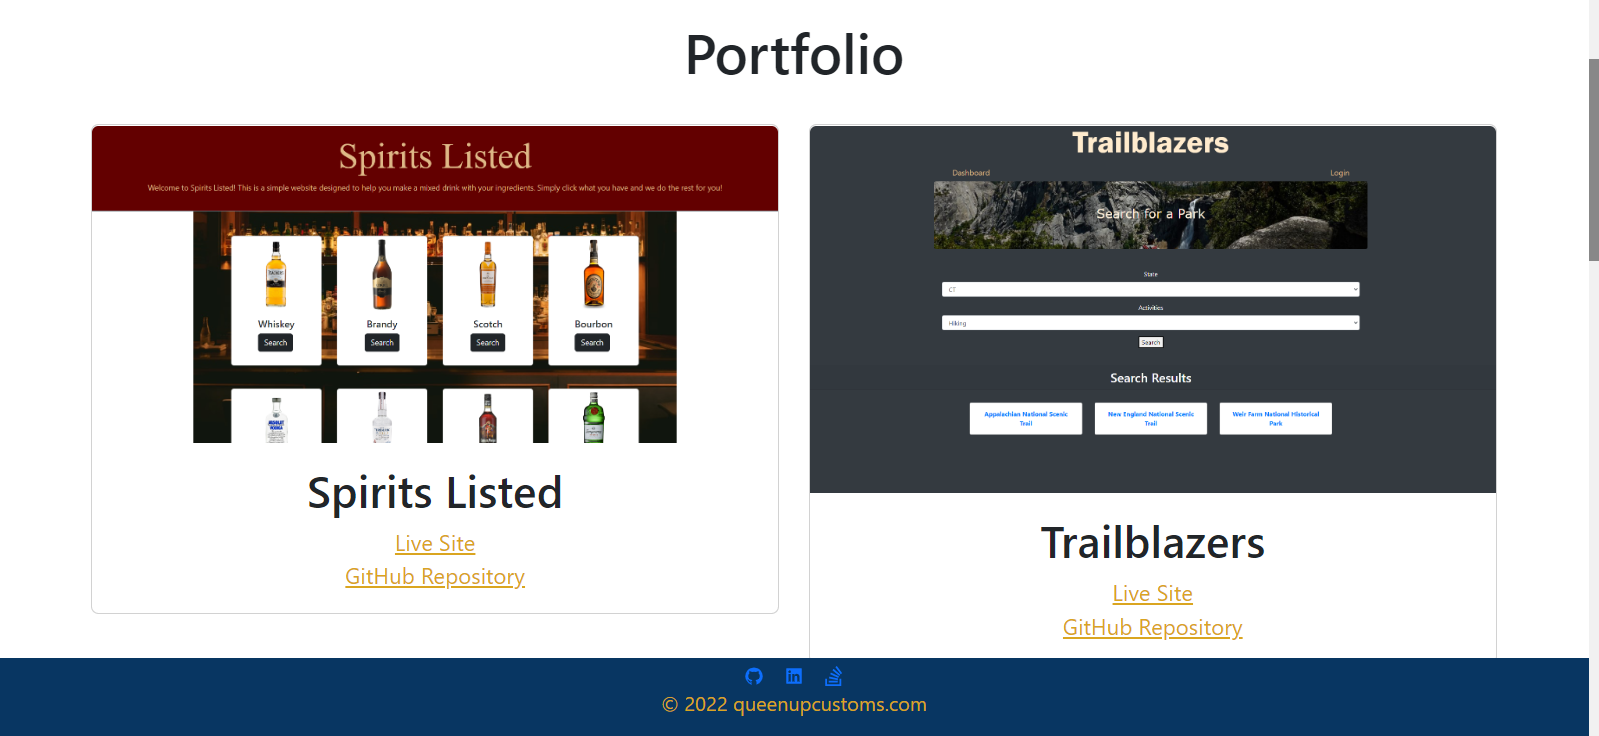 Portfolio
Spirits Listed
Welcome to Spirits Listed! This is a simple website designed to help you make a mixed drink with your ingredients. Simply click what you have and we do the rest for you!
Whiskey
Brandy
Scotch
Bourbon
Search
Search
Search
Search
Spirits Listed
Live Site
GitHub Repository
Trailblazers
Dashboard
Login
Search for a Park
State
CT
Activities
Hiking
Search
Search Results
Appalachian National Scenic
Trail
New England National Scenic
Trail
Weir Farm National Historical
Park
Trailblazers
Live Site
GitHub Repository
in
© 2022 queenupcustoms.com